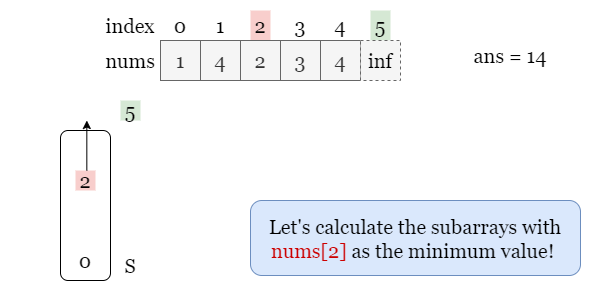 index 0 1 2 3 4 5
nums 1 4 2 3 4 inf
ans = 14
5
2
0 S
Let's calculate the subarrays with
nums[2] as the minimum value!